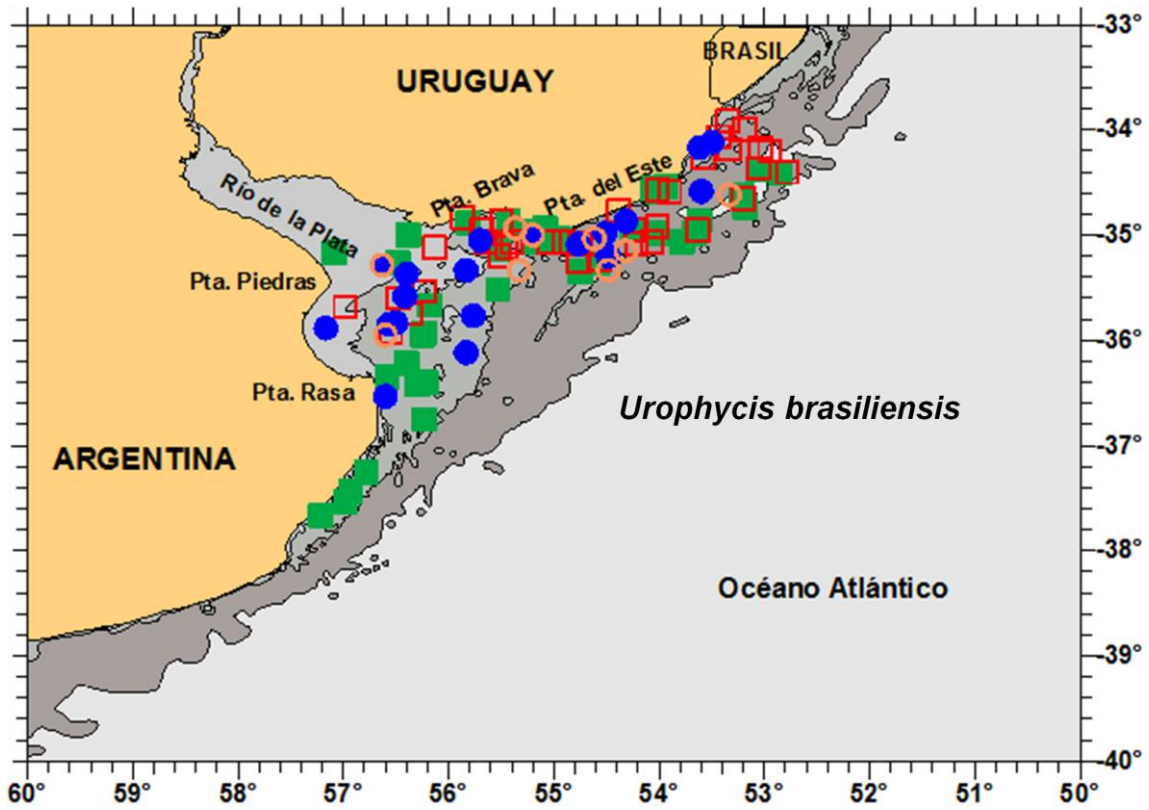 -33°
BRASIL
URUGUAY
-34°
Río de la Plata
Pta. Brava
Pta. del Este
-35°
Pta. Piedras
-36°
Pta. Rasa
Urophycis brasiliensis
-37°
ARGENTINA
-38°
Océano Atlántico
-39°
-40°
60° 59° 58° 57° 56° 55° 54° 53° 52° 51° 50°